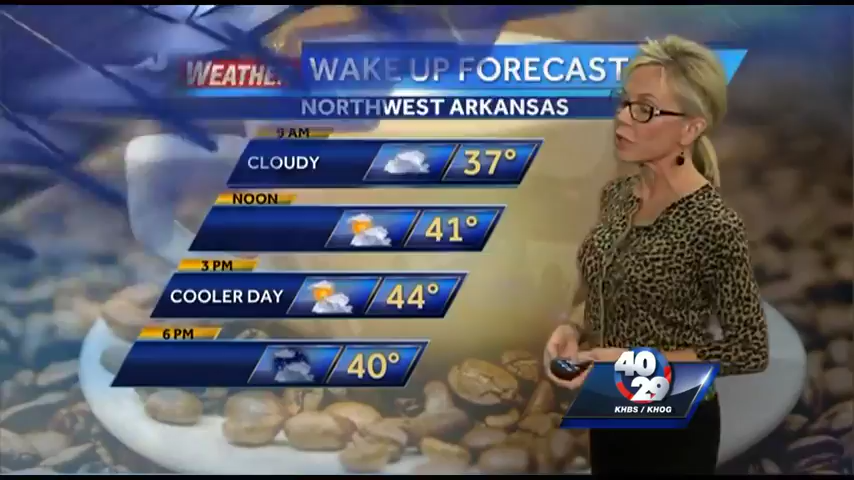 WEATHER WAKE UP FORECAST
NORTHWEST ARKANSAS
9 AM
CLOUDY 37°
NOON
41°
3 PM
COOLER DAY 44°
6 PM
40°
40
29
KHBS / KHOG